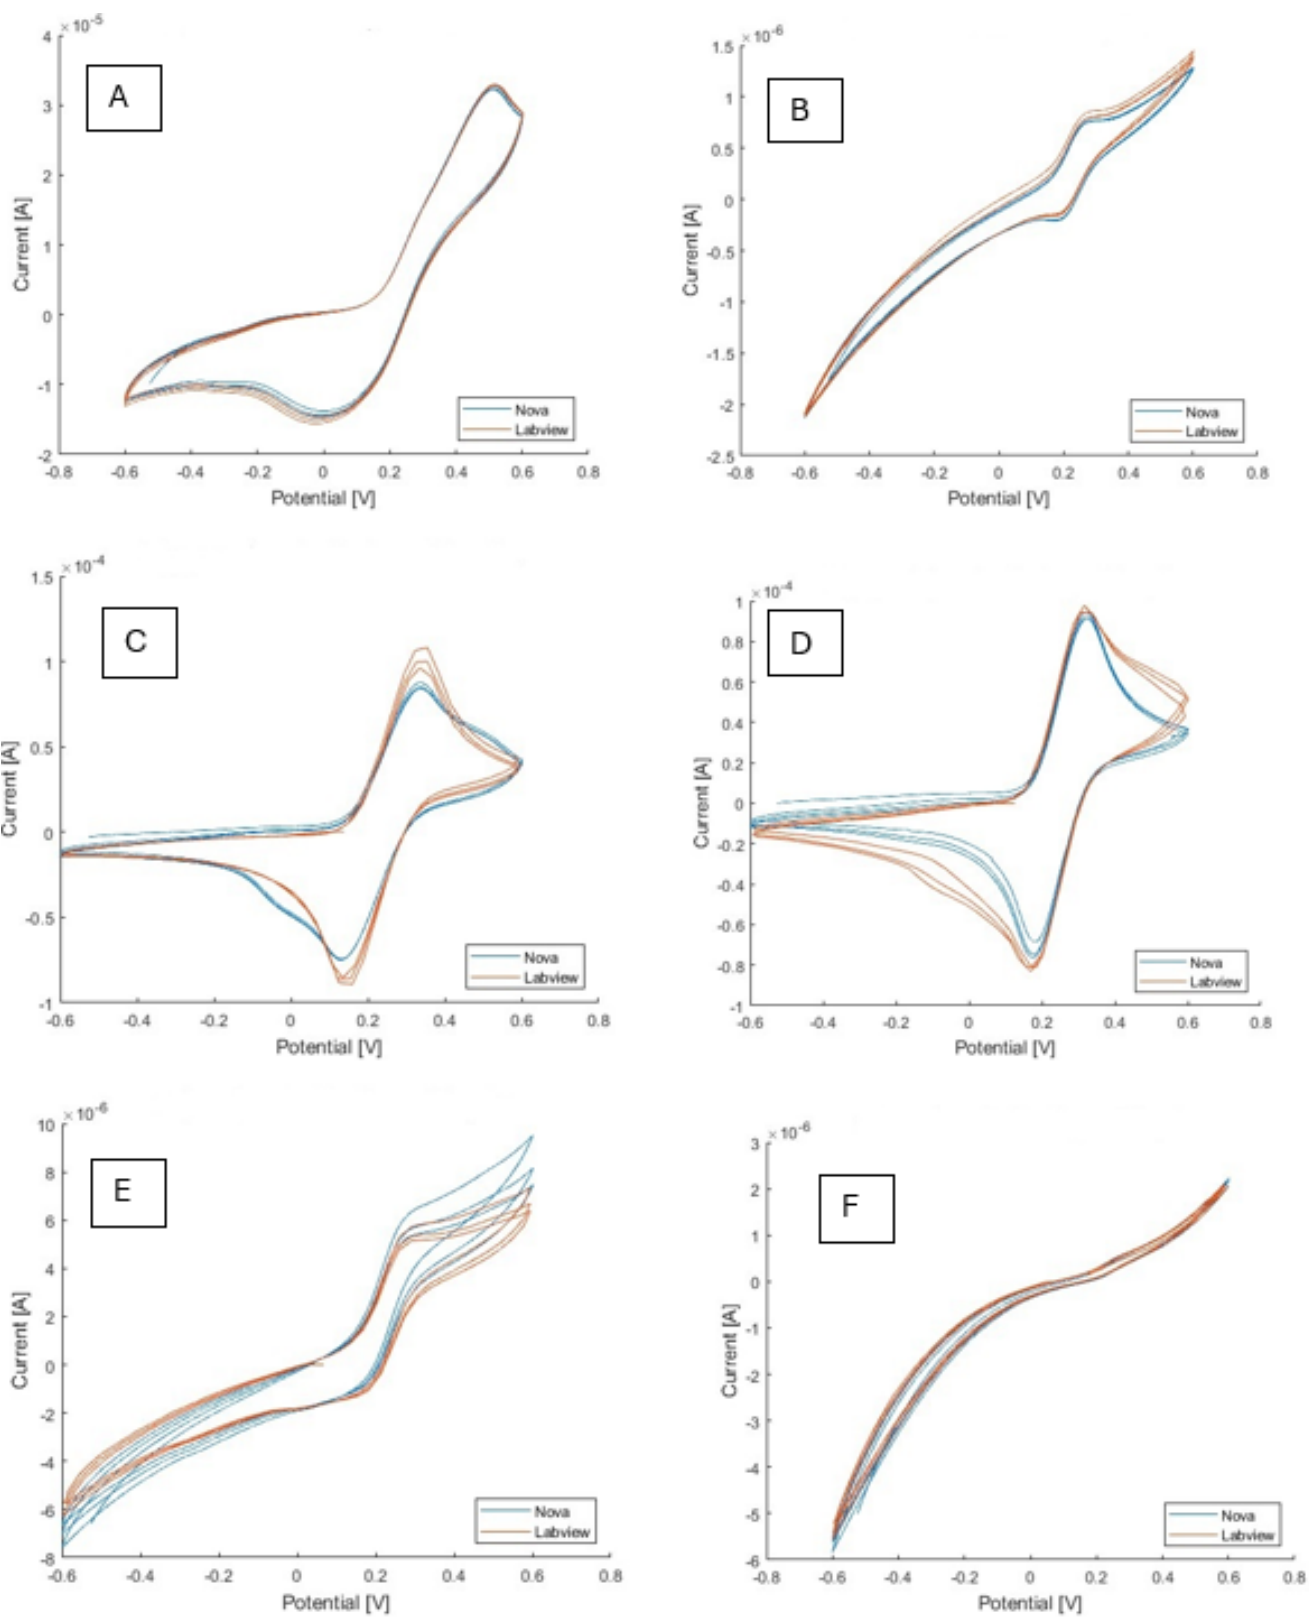 ×10⁻⁵
4
3
2
1
0
-1
-2
Current [A]
A
Nova
Labview
-0.8 -0.6 -0.4 -0.2 0 0.2 0.4 0.6 0.8
Potential [V]
×10⁻⁶
1.5
1
0.5
0
-0.5
-1
-1.5
-2
-2.5
Current [A]
B
Nova
Labview
-0.8 -0.6 -0.4 -0.2 0 0.2 0.4 0.6 0.8
Potential [V]
×10⁻⁴
1.5
1
0.5
0
-0.5
-1
Current [A]
C
Nova
Labview
-0.6 -0.4 -0.2 0 0.2 0.4 0.6 0.8
Potential [V]
×10⁻⁴
1
0.8
0.6
0.4
0.2
0
-0.2
-0.4
-0.6
-0.8
-1
Current [A]
D
Nova
Labview
-0.6 -0.4 -0.2 0 0.2 0.4 0.6 0.8
Potential [V]
×10⁻⁶
10
8
6
4
2
0
-2
-4
-6
-8
Current [A]
E
Nova
Labview
-0.6 -0.4 -0.2 0 0.2 0.4 0.6 0.8
Potential [V]
×10⁻⁶
3
2
1
0
-1
-2
-3
-4
-5
-6
Current [A]
F
Nova
Labview
-0.8 -0.6 -0.4 -0.2 0 0.2 0.4 0.6 0.8
Potential [V]